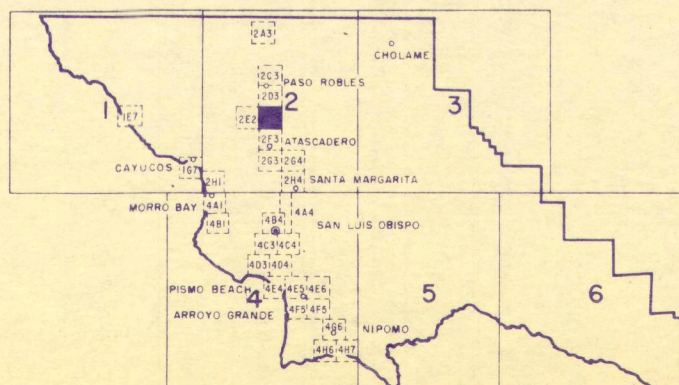 2A3
CHOLAME
2C3
PASO ROBLES
2D3
1
2
3
1E7
2E2
2F3
ATASCADERO
2G3 2G4
CAYUCOS
1G7
2H1
2H4
SANTA MARGARITA
MORRO BAY
4A1
4A4
4B1
4B4
SAN LUIS OBISPO
4C3 4C4
4D3 4D4
PISMO BEACH
4E4 4E5 4E6
4
5
6
ARROYO GRANDE
4F5 4F5
4G6
NIPOMO
4H6 4H7